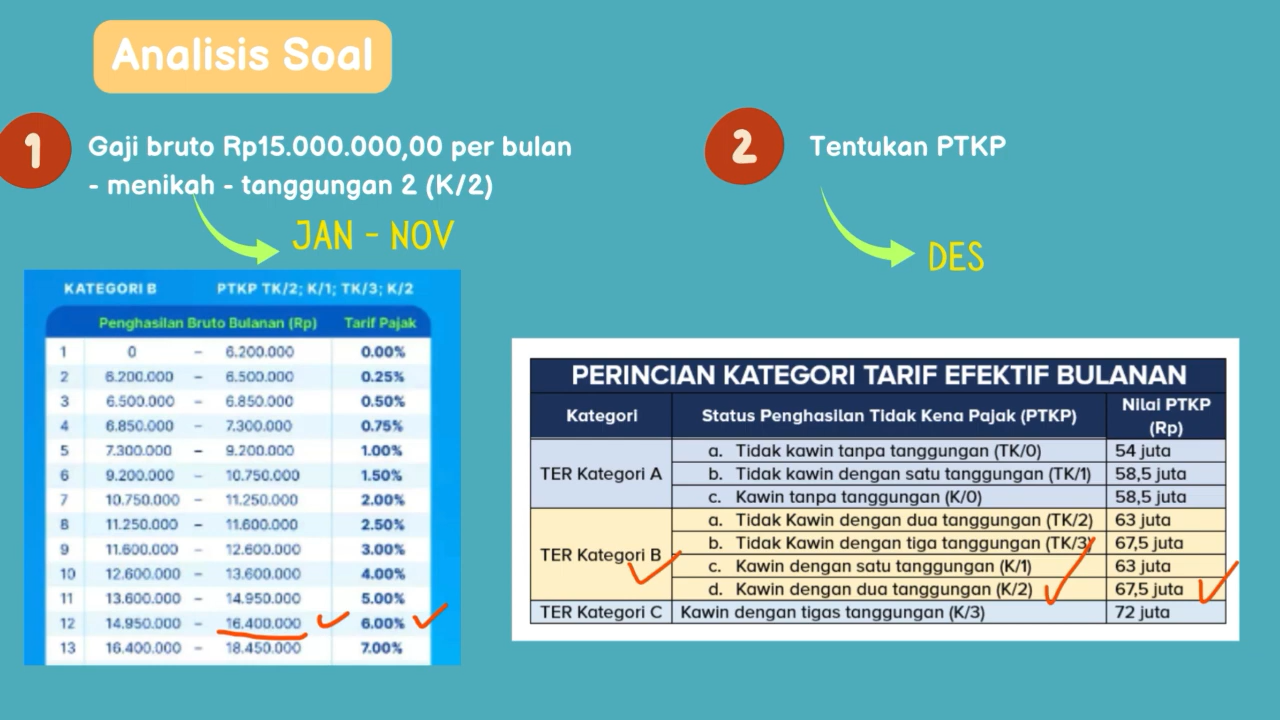 Analisis Soal
1
Gaji bruto Rp15.000.000,00 per bulan
- menikah - tanggungan 2 (K/2)
JAN - NOV
KATEGORI B PTKP TK/2; K/1; TK/3; K/2
Penghasilan Bruto Bulanan (Rp) Tarif Pajak
1 0 – 6.200.000 0.00%
2 6.200.000 – 6.500.000 0.25%
3 6.500.000 – 6.850.000 0.50%
4 6.850.000 – 7.300.000 0.75%
5 7.300.000 – 9.200.000 1.00%
6 9.200.000 – 10.750.000 1.50%
7 10.750.000 – 11.250.000 2.00%
8 11.250.000 – 11.600.000 2.50%
9 11.600.000 – 12.600.000 3.00%
10 12.600.000 – 13.600.000 4.00%
11 13.600.000 – 14.950.000 5.00%
12 14.950.000 – 16.400.000 6.00%
13 16.400.000 – 18.450.000 7.00%
2
Tentukan PTKP
DES
PERINCIAN KATEGORI TARIF EFEKTIF BULANAN
Kategori Status Penghasilan Tidak Kena Pajak (PTKP) Nilai PTKP
(Rp)
TER Kategori A
a. Tidak kawin tanpa tanggungan (TK/0) 54 juta
b. Tidak kawin dengan satu tanggungan (TK/1) 58,5 juta
c. Kawin tanpa tanggungan (K/0) 58,5 juta
TER Kategori B
a. Tidak Kawin dengan dua tanggungan (TK/2) 63 juta
b. Tidak Kawin dengan tiga tanggungan (TK/3) 67,5 juta
c. Kawin dengan satu tanggungan (K/1) 63 juta
d. Kawin dengan dua tanggungan (K/2) 67,5 juta
TER Kategori C Kawin dengan tigas tanggungan (K/3) 72 juta